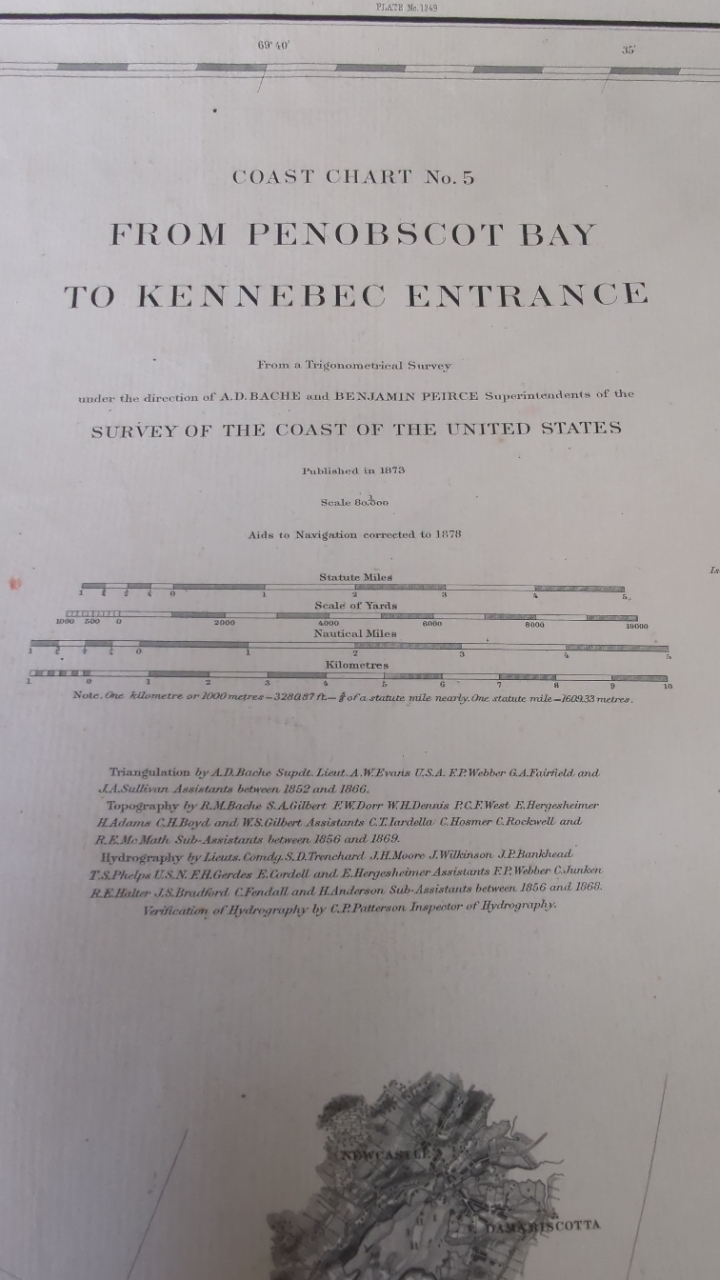 PLATE No. 1249
69° 40'
35'
COAST CHART No. 5
FROM PENOBSCOT BAY
TO KENNEBEC ENTRANCE
From a Trigonometrical Survey
under the direction of A.D. BACHE and BENJAMIN PEIRCE Superintendents of the
SURVEY OF THE COAST OF THE UNITED STATES
Published in 1873
Scale 1/80.000
Aids to Navigation corrected to 1878
Statute Miles
1 0 1 2 3 4 5
Scale of Yards
1000 500 0 2000 4000 6000 8000 10000
Nautical Miles
1 0 1 2 3 4 5
Kilometres
1 0 1 2 3 4 5 6 7 8 9 10
Note. One kilometre or 1000 metres = 3280.87 ft. = 5/8 of a statute mile nearly. One statute mile = 1609.33 metres.
Triangulation by A.D. Bache Supdt. Lieut. A.W. Evans U.S.A. F.P. Webber G.A. Fairfield and
J.A. Sullivan Assistants between 1852 and 1866.
Topography by R.M. Bache S.A. Gilbert F.W. Dorr W.H. Dennis P.C.F. West E. Hergesheimer
H. Adams C.H. Boyd and W.S. Gilbert Assistants C.T. Iardella C. Hosmer C. Rockwell and
R.E. Mc Math Sub-Assistants between 1856 and 1869.
Hydrography by Lieuts. Comdg. S.D. Trenchard J.H. Moore J. Wilkinson J.P. Bankhead
T.S. Phelps U.S.N. F.H. Gerdes E. Cordell and E. Hergesheimer Assistants F.P. Webber C. Junken
R.E. Halter J.S. Bradford C. Fendall and H. Anderson Sub-Assistants between 1856 and 1868.
Verification of Hydrography by C.P. Patterson Inspector of Hydrography.
NEWCASTLE
DAMARISCOTTA